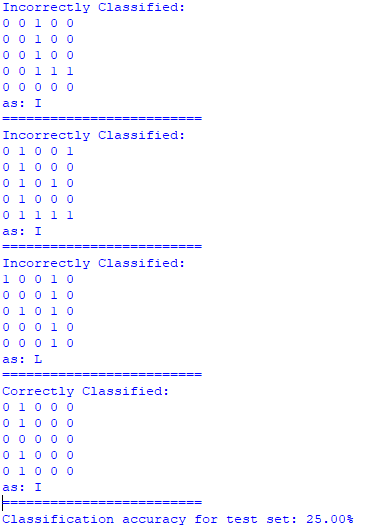 Incorrectly Classified:
0 0 1 0 0
0 0 1 0 0
0 0 1 0 0
0 0 1 1 1
0 0 0 0 0
as: I
=========================
Incorrectly Classified:
0 1 0 0 1
0 1 0 0 0
0 1 0 1 0
0 1 0 0 0
0 1 1 1 1
as: I
=========================
Incorrectly Classified:
1 0 0 1 0
0 0 0 1 0
0 1 0 1 0
0 0 0 1 0
0 0 0 1 0
as: L
=========================
Correctly Classified:
0 1 0 0 0
0 1 0 0 0
0 0 0 0 0
0 1 0 0 0
0 1 0 0 0
as: I
=========================
Classification accuracy for test set: 25.00%